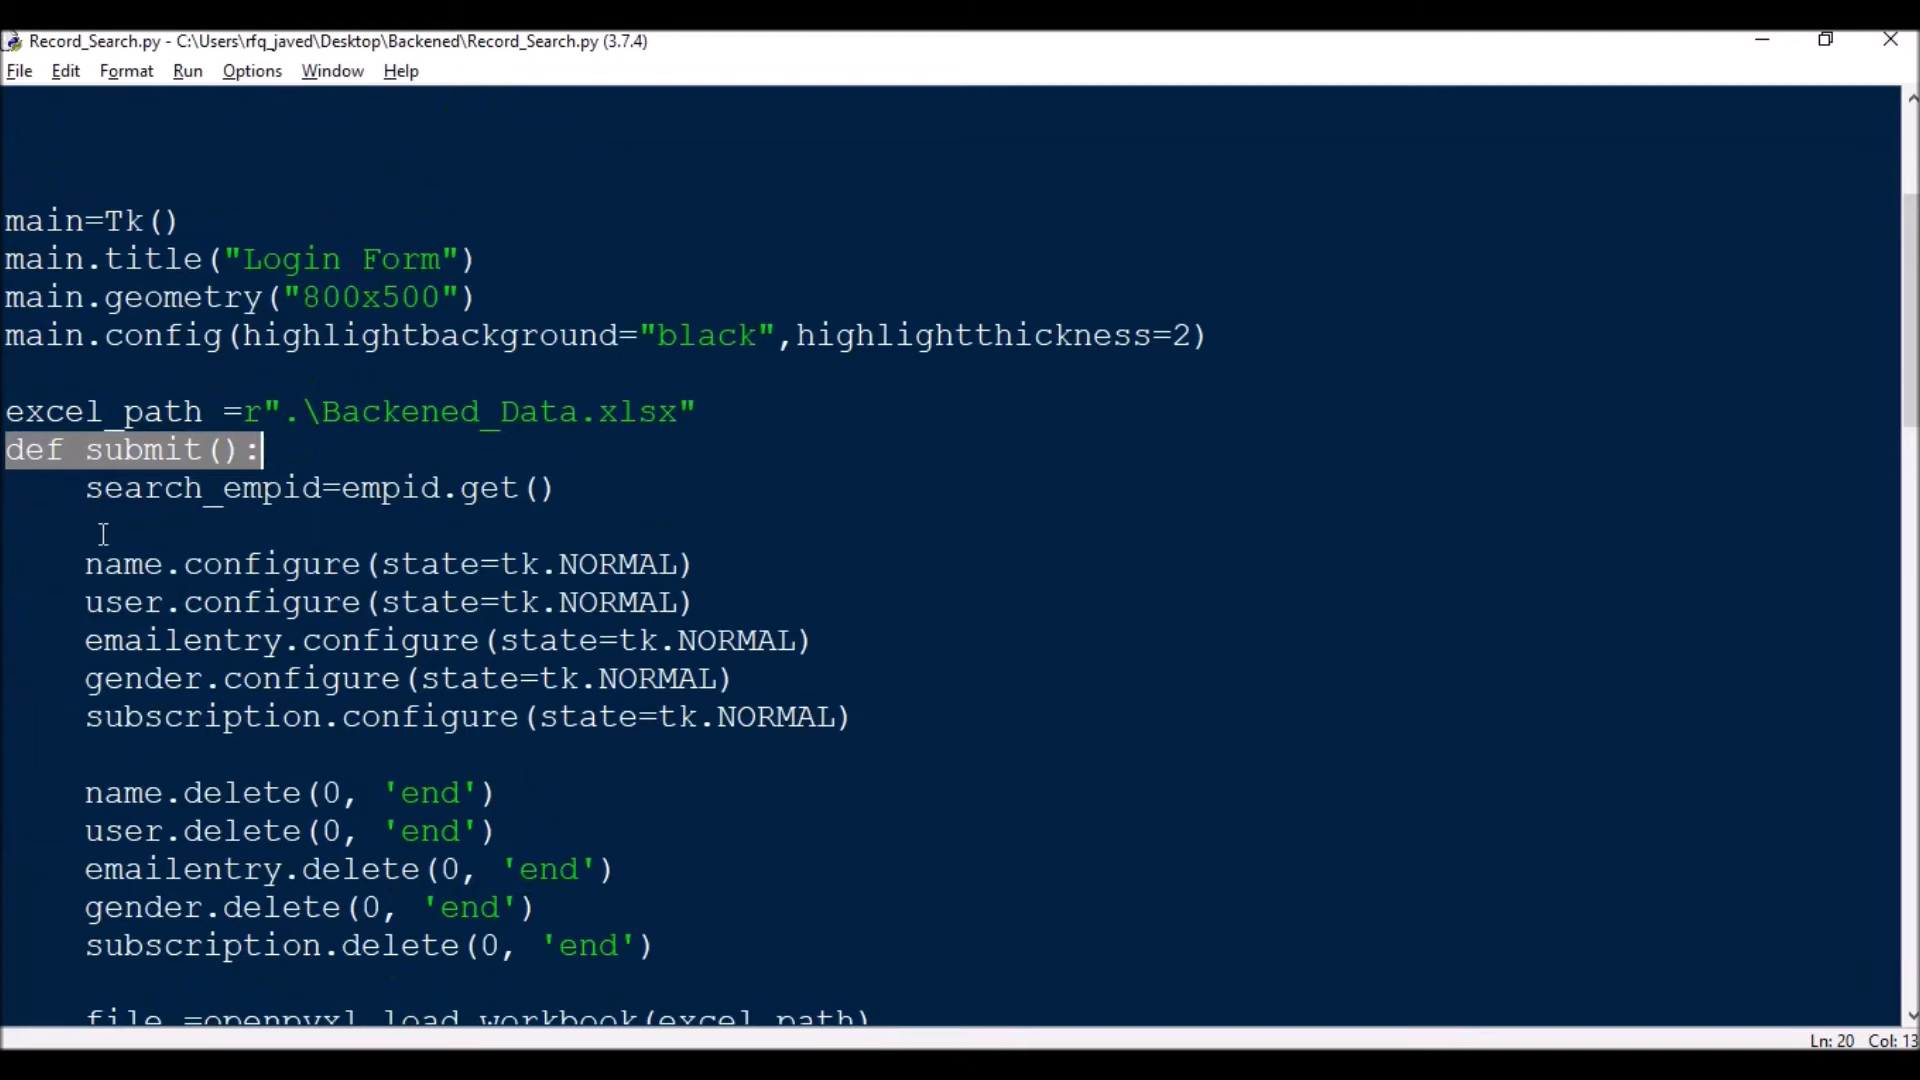 Record_Search.py - C:\Users\rfq_javed\Desktop\Backened\Record_Search.py (3.7.4)
File Edit Format Run Options Window Help
main=Tk()
main.title("Login Form")
main.geometry("800x500")
main.config(highlightbackground="black",highlightthickness=2)
excel_path =r".\Backened_Data.xlsx"
def submit():
    search_empid=empid.get()
    name.configure(state=tk.NORMAL)
    user.configure(state=tk.NORMAL)
    emailentry.configure(state=tk.NORMAL)
    gender.configure(state=tk.NORMAL)
    subscription.configure(state=tk.NORMAL)
    name.delete(0, 'end')
    user.delete(0, 'end')
    emailentry.delete(0, 'end')
    gender.delete(0, 'end')
    subscription.delete(0, 'end')
    file =openpyxl.load_workbook(excel_path)
Ln: 20 Col: 13